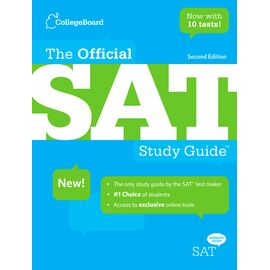 CollegeBoard
Now with
10 tests!
The Official
Second Edition
SAT
Study Guide™
New!
• The only study guide by the SAT® test maker
• #1 Choice of students
• Access to exclusive online tools
SAT